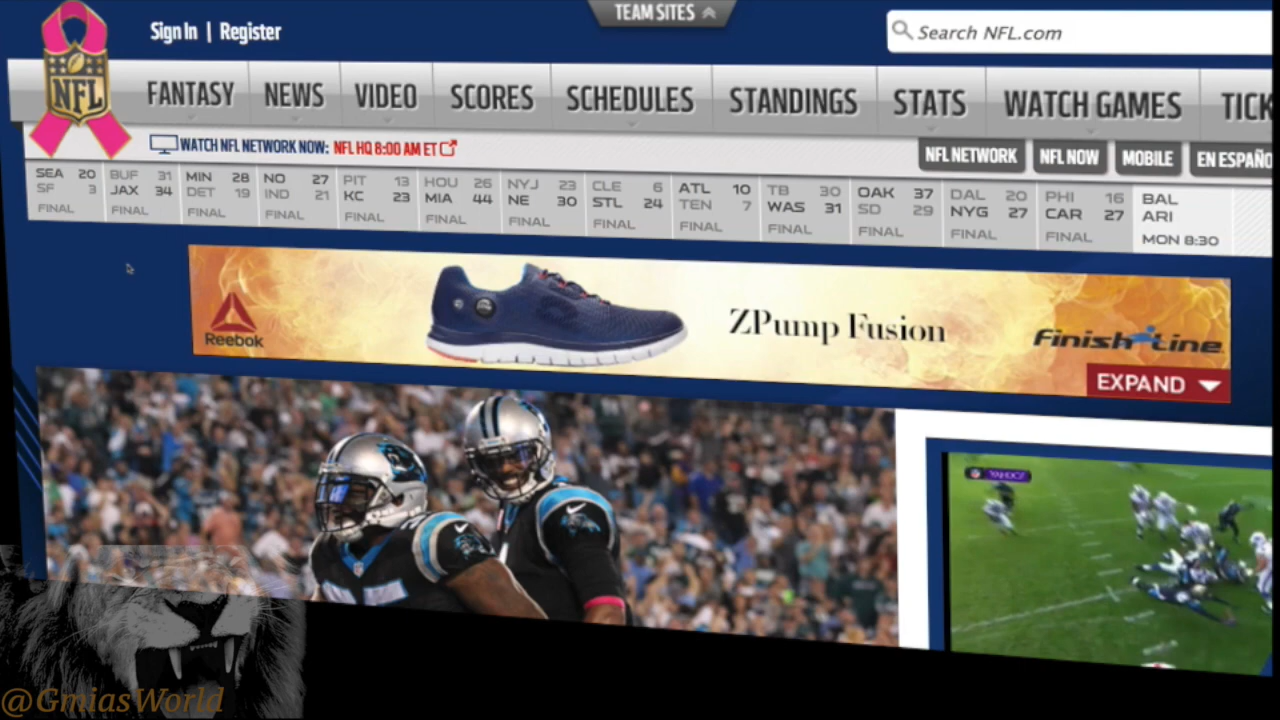 TEAM SITES
Sign In | Register
Search NFL.com
NFL
FANTASY NEWS VIDEO SCORES SCHEDULES STANDINGS STATS WATCH GAMES TICK
WATCH NFL NETWORK NOW: NFL HQ 8:00 AM ET
NFL NETWORK NFL NOW MOBILE EN ESPAÑO
SEA 20 BUF 31 MIN 28 NO 27 PIT 13 HOU 26 NYJ 23 CLE 6 ATL 10 TB 30 OAK 37 DAL 20 PHI 16 BAL
SF 3 JAX 34 DET 19 IND 21 KC 23 MIA 44 NE 30 STL 24 TEN 7 WAS 31 SD 29 NYG 27 CAR 27 ARI
FINAL FINAL FINAL FINAL FINAL FINAL FINAL FINAL FINAL FINAL FINAL FINAL FINAL MON 8:30
Reebok
ZPump Fusion
Finish Line
EXPAND
YAHOO!
@GmiasWorld